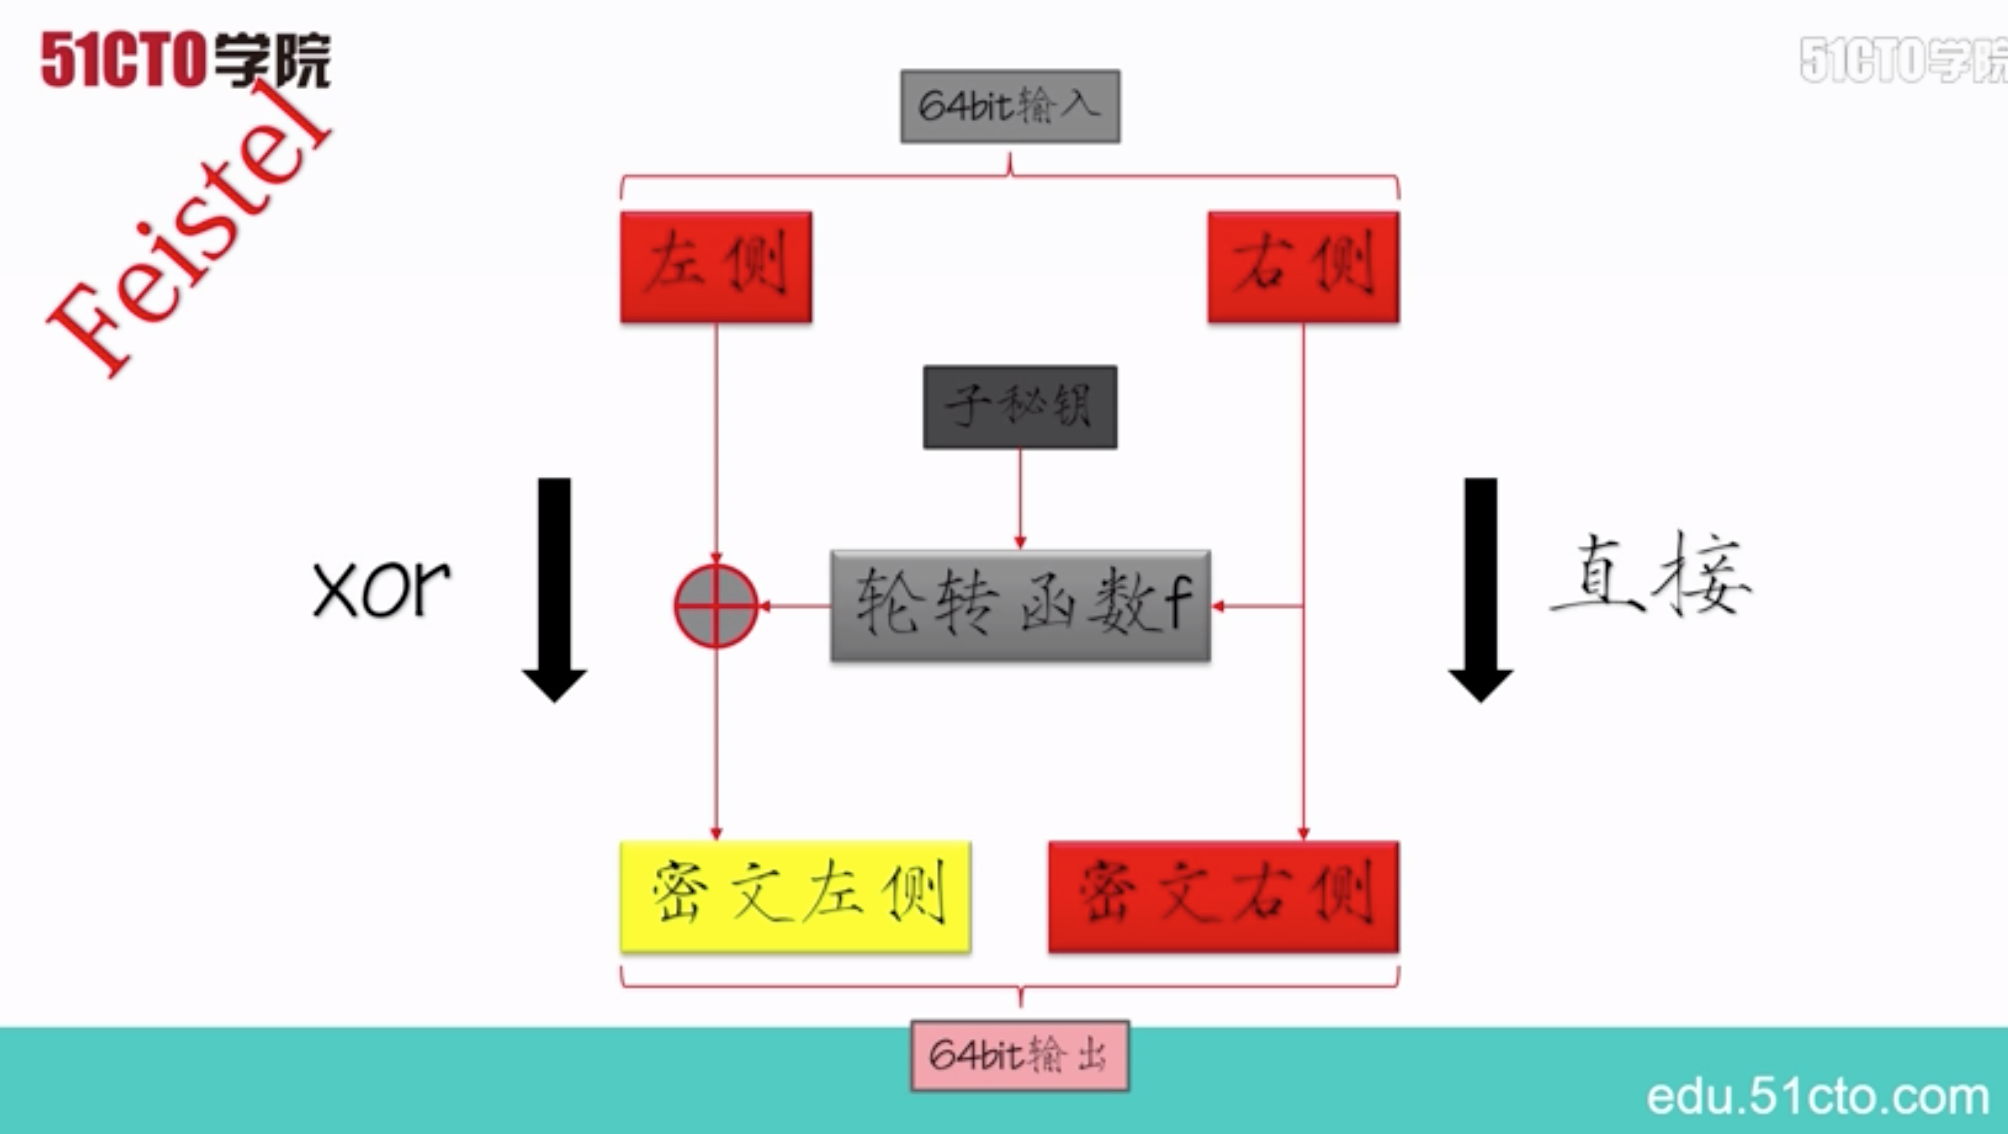 51CTO学院
51CTO学院
Feistel
64bit输入
左侧
右侧
子秘钥
xor
轮转函数f
直接
密文左侧
密文右侧
64bit输出
edu.51cto.com